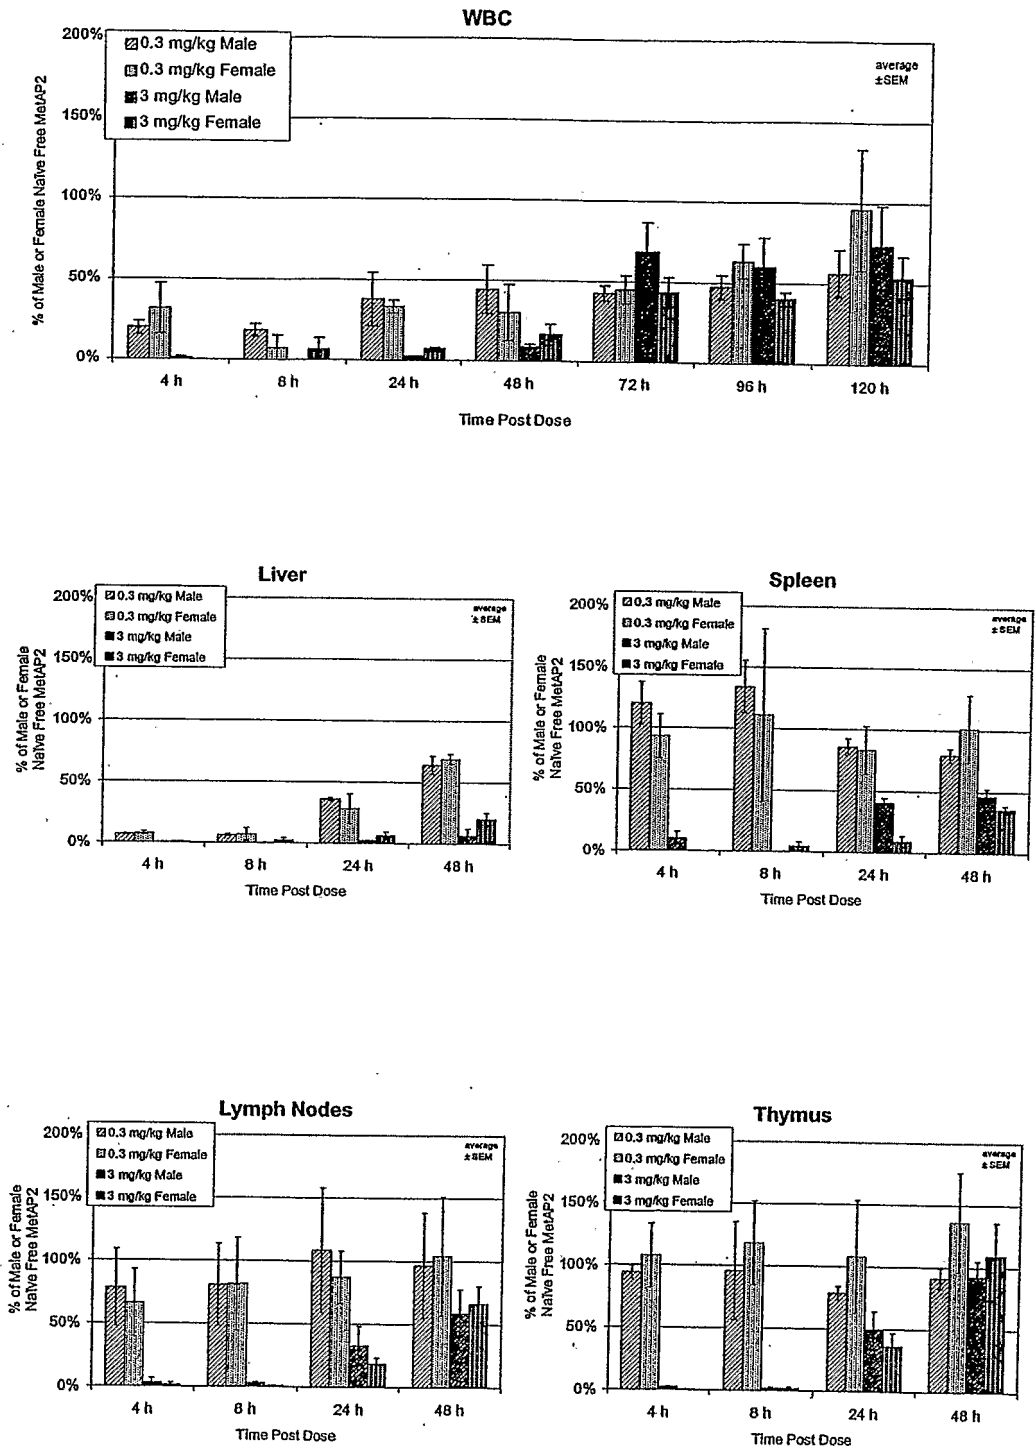 WBC
200%
150%
100%
50%
0%
% of Male or Female Naïve Free MetAP2
0.3 mg/kg Male
0.3 mg/kg Female
3 mg/kg Male
3 mg/kg Female
average
±SEM
4 h 8 h 24 h 48 h 72 h 96 h 120 h
Time Post Dose
Liver
200%
150%
100%
50%
0%
% of Male or Female
Naïve Free MetAP2
0.3 mg/kg Male
0.3 mg/kg Female
3 mg/kg Male
3 mg/kg Female
average
±SEM
4 h 8 h 24 h 48 h
Time Post Dose
Spleen
200%
150%
100%
50%
0%
% of Male or Female
Naïve Free MetAP2
0.3 mg/kg Male
0.3 mg/kg Female
3 mg/kg Male
3 mg/kg Female
average
±SEM
4 h 8 h 24 h 48 h
Time Post Dose
Lymph Nodes
200%
150%
100%
50%
0%
% of Male or Female
Naïve Free MetAP2
0.3 mg/kg Male
0.3 mg/kg Female
3 mg/kg Male
3 mg/kg Female
average
±SEM
4 h 8 h 24 h 48 h
Time Post Dose
Thymus
200%
150%
100%
50%
0%
% of Male or Female
Naïve Free MetAP2
0.3 mg/kg Male
0.3 mg/kg Female
3 mg/kg Male
3 mg/kg Female
average
±SEM
4 h 8 h 24 h 48 h
Time Post Dose